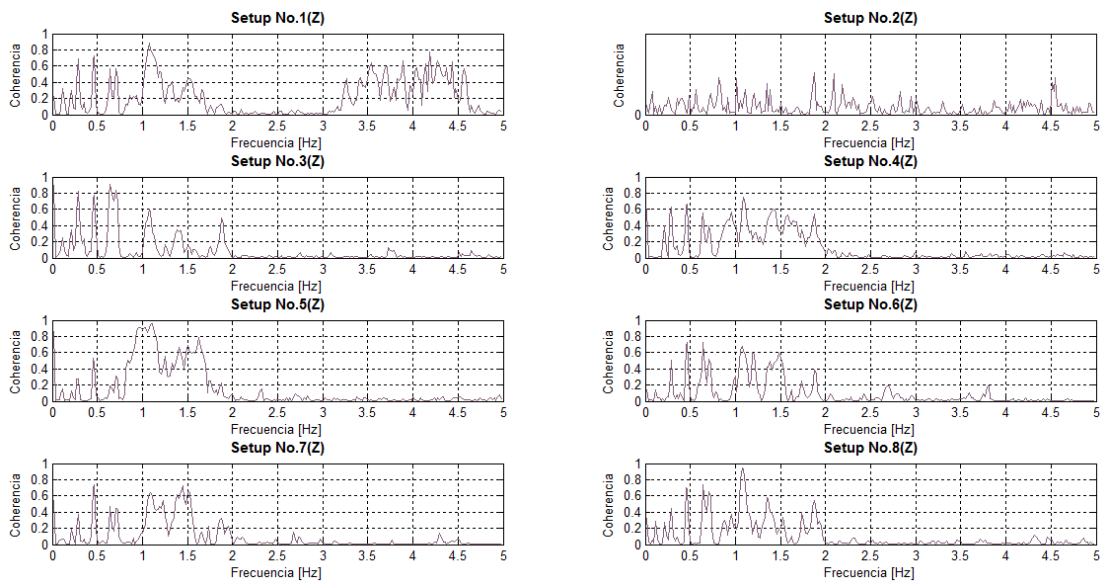 Setup No.1(Z)
Coherencia
1
0.8
0.6
0.4
0.2
0
0 0.5 1 1.5 2 2.5 3 3.5 4 4.5 5
Frecuencia [Hz]
Setup No.2(Z)
Coherencia
1
0
0 0.5 1 1.5 2 2.5 3 3.5 4 4.5 5
Frecuencia [Hz]
Setup No.3(Z)
Coherencia
1
0.8
0.6
0.4
0.2
0
0 0.5 1 1.5 2 2.5 3 3.5 4 4.5 5
Frecuencia [Hz]
Setup No.4(Z)
Coherencia
1
0.8
0.6
0.4
0.2
0
0 0.5 1 1.5 2 2.5 3 3.5 4 4.5 5
Frecuencia [Hz]
Setup No.5(Z)
Coherencia
1
0.8
0.6
0.4
0.2
0
0 0.5 1 1.5 2 2.5 3 3.5 4 4.5 5
Frecuencia [Hz]
Setup No.6(Z)
Coherencia
1
0.8
0.6
0.4
0.2
0
0 0.5 1 1.5 2 2.5 3 3.5 4 4.5 5
Frecuencia [Hz]
Setup No.7(Z)
Coherencia
1
0.8
0.6
0.4
0.2
0
0 0.5 1 1.5 2 2.5 3 3.5 4 4.5 5
Frecuencia [Hz]
Setup No.8(Z)
Coherencia
1
0.8
0.6
0.4
0.2
0
0 0.5 1 1.5 2 2.5 3 3.5 4 4.5 5
Frecuencia [Hz]